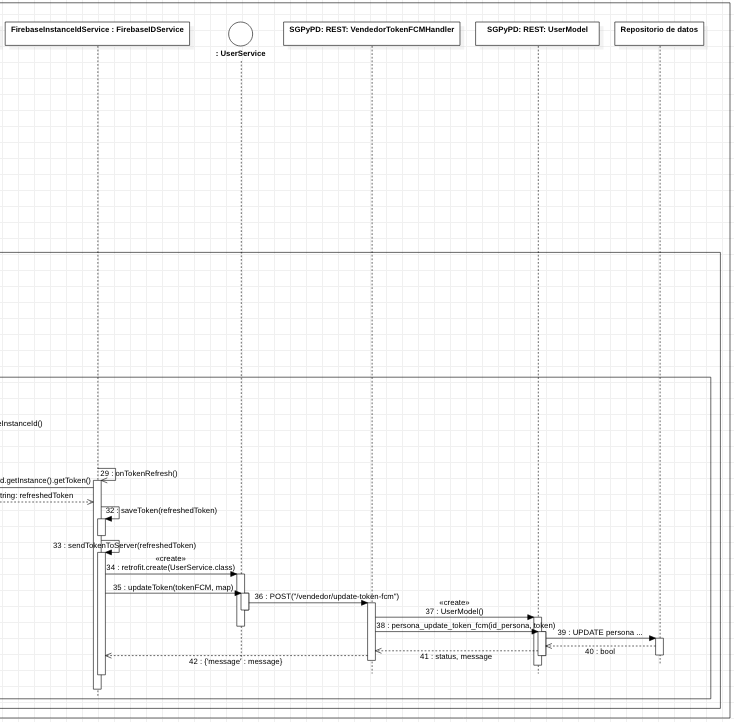 FirebaseInstanceIdService : FirebaseIDService
: UserService
SGPyPD: REST: VendedorTokenFCMHandler
SGPyPD: REST: UserModel
Repositorio de datos
eInstanceId()
29 : onTokenRefresh()
d.getInstance().getToken()
tring: refreshedToken
32 : saveToken(refreshedToken)
33 : sendTokenToServer(refreshedToken)
«create»
34 : retrofit.create(UserService.class)
35 : updateToken(tokenFCM, map)
36 : POST("/vendedor/update-token-fcm")
«create»
37 : UserModel()
38 : persona_update_token_fcm(id_persona, token)
39 : UPDATE persona ...
40 : bool
41 : status, message
42 : {'message' : message}